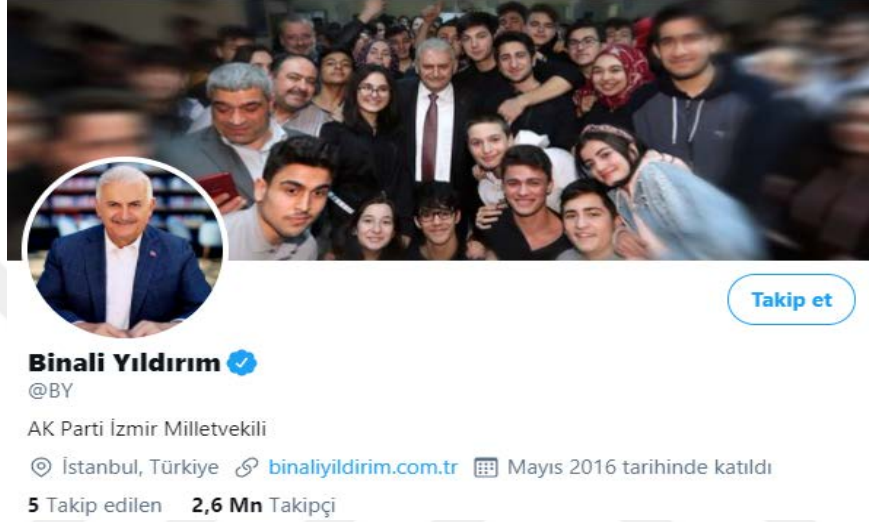 Takip et
Binali Yıldırım
@BY
AK Parti İzmir Milletvekili
İstanbul, Türkiye binaliyildirim.com.tr Mayıs 2016 tarihinde katıldı
5 Takip edilen 2,6 Mn Takipçi